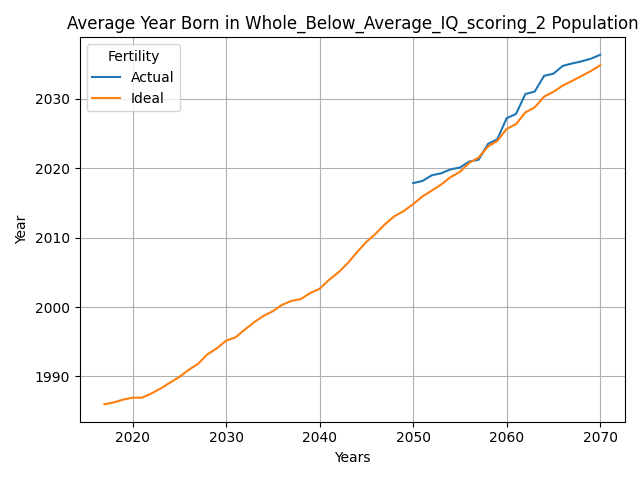 Average Year Born in Whole_Below_Average_IQ_scoring_2 Population
Fertility
Actual
Ideal
Year
2030
2020
2010
2000
1990
2020 2030 2040 2050 2060 2070
Years